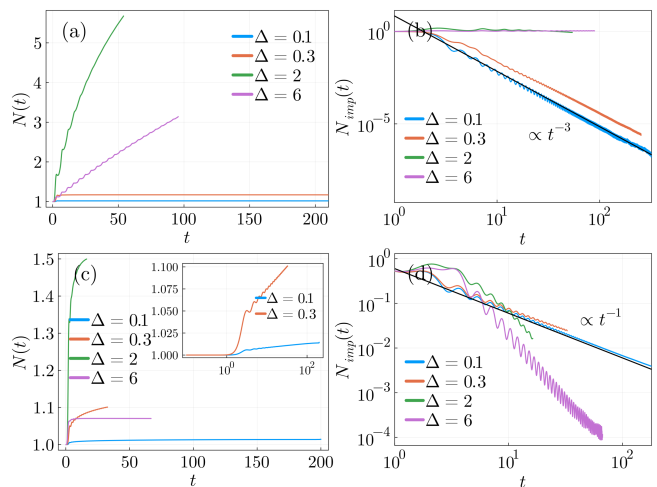 (a)
N(t)
5
4
3
2
1
0
50
100
150
200
t
Δ = 0.1
Δ = 0.3
Δ = 2
Δ = 6
(b)
N_imp(t)
10^0
10^-5
10^0
10^1
10^2
t
Δ = 0.1
Δ = 0.3
Δ = 2
Δ = 6
∝ t^-3
(c)
N(t)
1.5
1.4
1.3
1.2
1.1
1.0
0
50
100
150
200
t
Δ = 0.1
Δ = 0.3
Δ = 2
Δ = 6
1.100
1.075
1.050
1.025
1.000
10^0
10^2
Δ = 0.1
Δ = 0.3
(d)
N_imp(t)
10^0
10^-1
10^-2
10^-3
10^-4
10^0
10^1
10^2
t
Δ = 0.1
Δ = 0.3
Δ = 2
Δ = 6
∝ t^-1